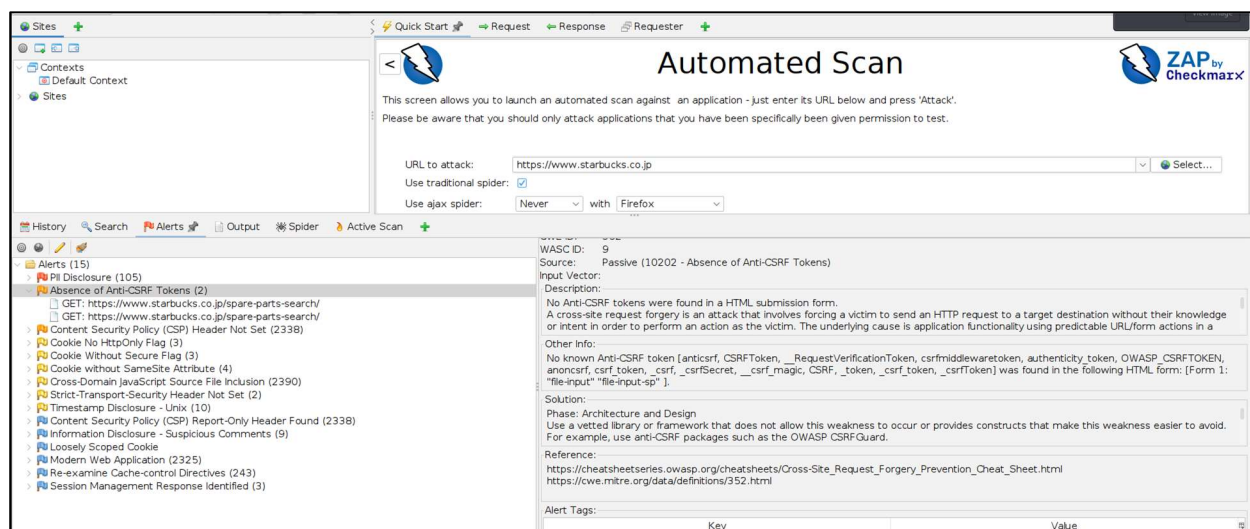 Sites
Quick Start
Request
Response
Requester
Contexts
Default Context
Sites
<
Automated Scan
ZAP by
Checkmarx
This screen allows you to launch an automated scan against an application - just enter its URL below and press 'Attack'.
Please be aware that you should only attack applications that you have been specifically been given permission to test.
URL to attack:
https://www.starbucks.co.jp
Select...
Use traditional spider:
Use ajax spider:
Never
with
Firefox
History
Search
Alerts
Output
Spider
Active Scan
Alerts (15)
PII Disclosure (105)
Absence of Anti-CSRF Tokens (2)
GET: https://www.starbucks.co.jp/spare-parts-search/
GET: https://www.starbucks.co.jp/spare-parts-search/
Content Security Policy (CSP) Header Not Set (2338)
Cookie No HttpOnly Flag (3)
Cookie Without Secure Flag (3)
Cookie without SameSite Attribute (4)
Cross-Domain JavaScript Source File Inclusion (2390)
Strict-Transport-Security Header Not Set (2)
Timestamp Disclosure - Unix (10)
Content Security Policy (CSP) Report-Only Header Found (2338)
Information Disclosure - Suspicious Comments (9)
Loosely Scoped Cookie
Modern Web Application (2325)
Re-examine Cache-control Directives (243)
Session Management Response Identified (3)
WASC ID: 9
Source: Passive (10202 - Absence of Anti-CSRF Tokens)
Input Vector:
Description:
No Anti-CSRF tokens were found in a HTML submission form.
A cross-site request forgery is an attack that involves forcing a victim to send an HTTP request to a target destination without their knowledge
or intent in order to perform an action as the victim. The underlying cause is application functionality using predictable URL/form actions in a
Other Info:
No known Anti-CSRF token [anticsrf, CSRFToken, __RequestVerificationToken, csrfmiddlewaretoken, authenticity_token, OWASP_CSRFTOKEN,
anoncsrf, csrf_token, _csrf, _csrfSecret, __csrf_magic, CSRF, _token, _csrf_token, _csrfToken] was found in the following HTML form: [Form 1:
"file-input" "file-input-sp" ].
Solution:
Phase: Architecture and Design
Use a vetted library or framework that does not allow this weakness to occur or provides constructs that make this weakness easier to avoid.
For example, use anti-CSRF packages such as the OWASP CSRFGuard.
Reference:
https://cheatsheetseries.owasp.org/cheatsheets/Cross-Site_Request_Forgery_Prevention_Cheat_Sheet.html
https://cwe.mitre.org/data/definitions/352.html
Alert Tags:
Key
Value